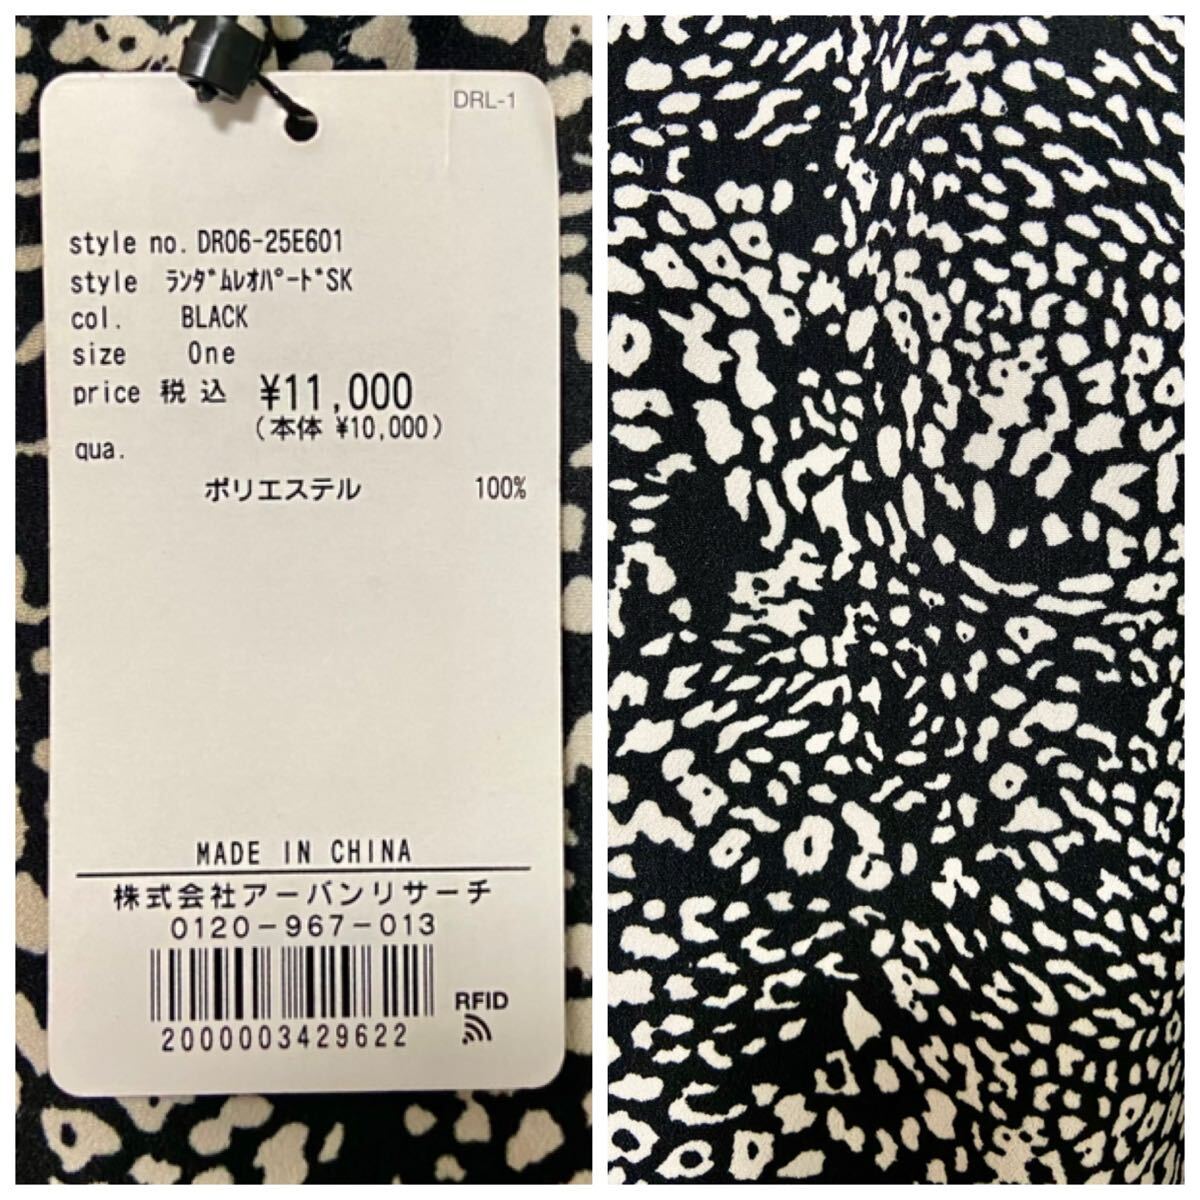 DRL-1
style no. DR06-25E601
style ﾗﾝﾀﾞﾑﾚｵﾊﾟｰﾄﾞSK
col. BLACK
size One
price 税込 ¥11,000
(本体 ¥10,000)
qua.
ポリエステル 100%
MADE IN CHINA
株式会社アーバンリサーチ
0120-967-013
RFID
2000003429622